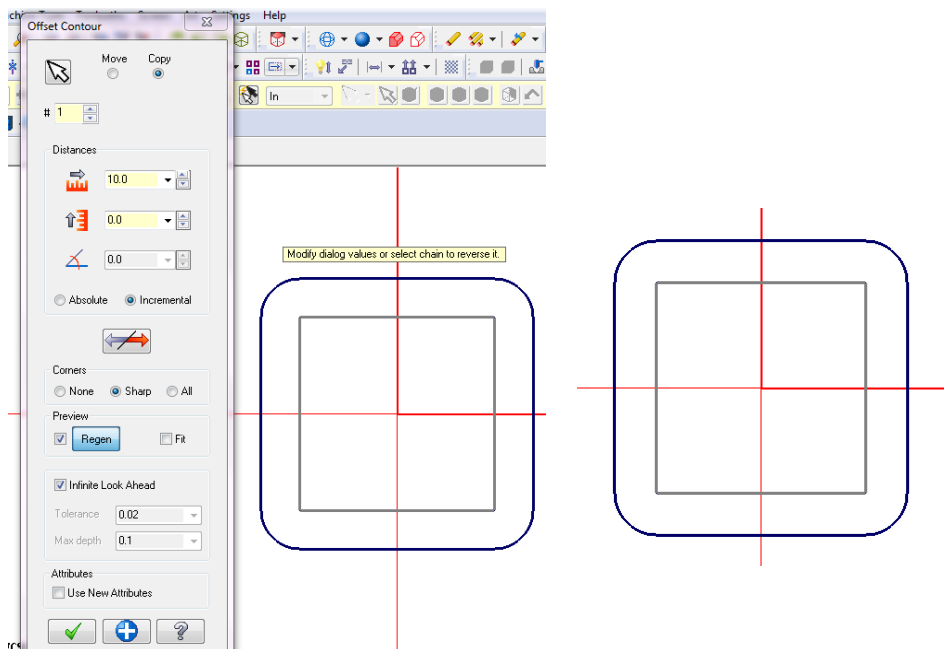 Settings Help
Offset Contour
Move Copy
In
# 1
Distances
10.0
0.0
Modify dialog values or select chain to reverse it.
0.0
Absolute Incremental
Corners
None Sharp All
Preview
Regen Fit
Infinite Look Ahead
Tolerance 0.02
Max depth 0.1
Attributes
Use New Attributes